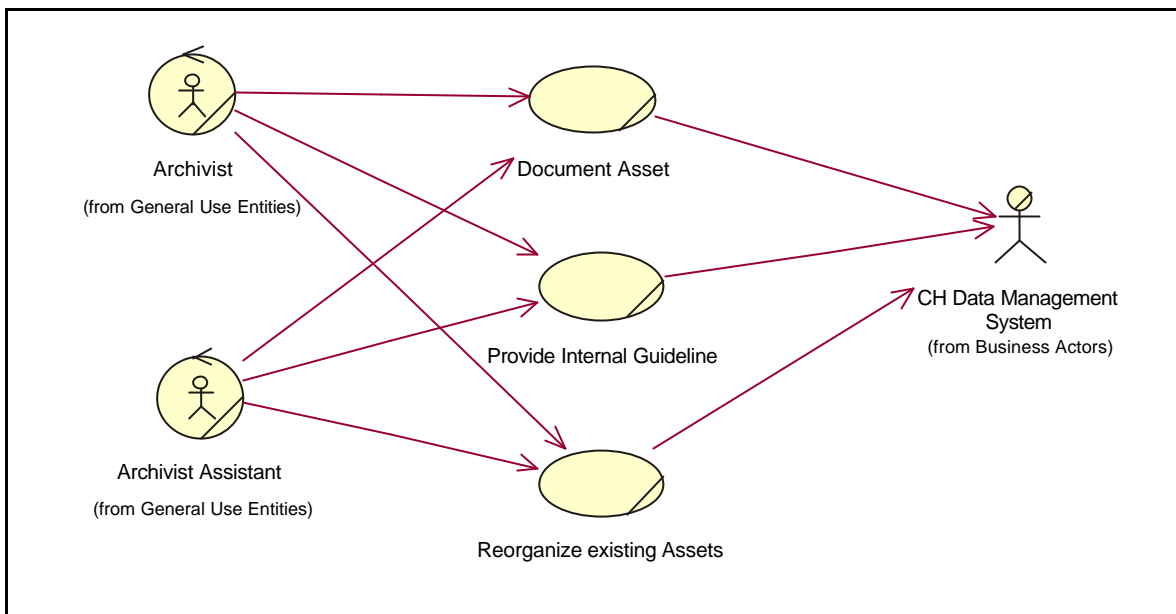 Archivist
(from General Use Entities)
Document Asset
CH Data Management
System
(from Business Actors)
Provide Internal Guideline
Archivist Assistant
(from General Use Entities)
Reorganize existing Assets